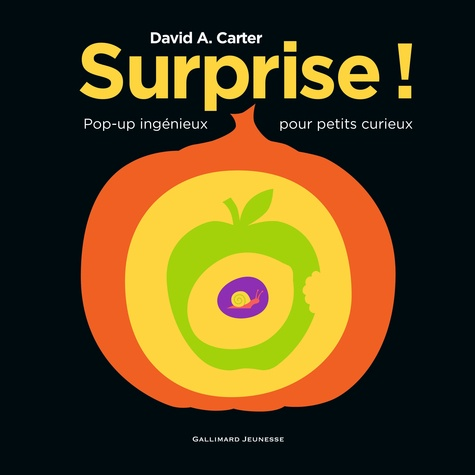 David A. Carter
Surprise !
Pop-up ingénieux pour petits curieux
GALLIMARD JEUNESSE